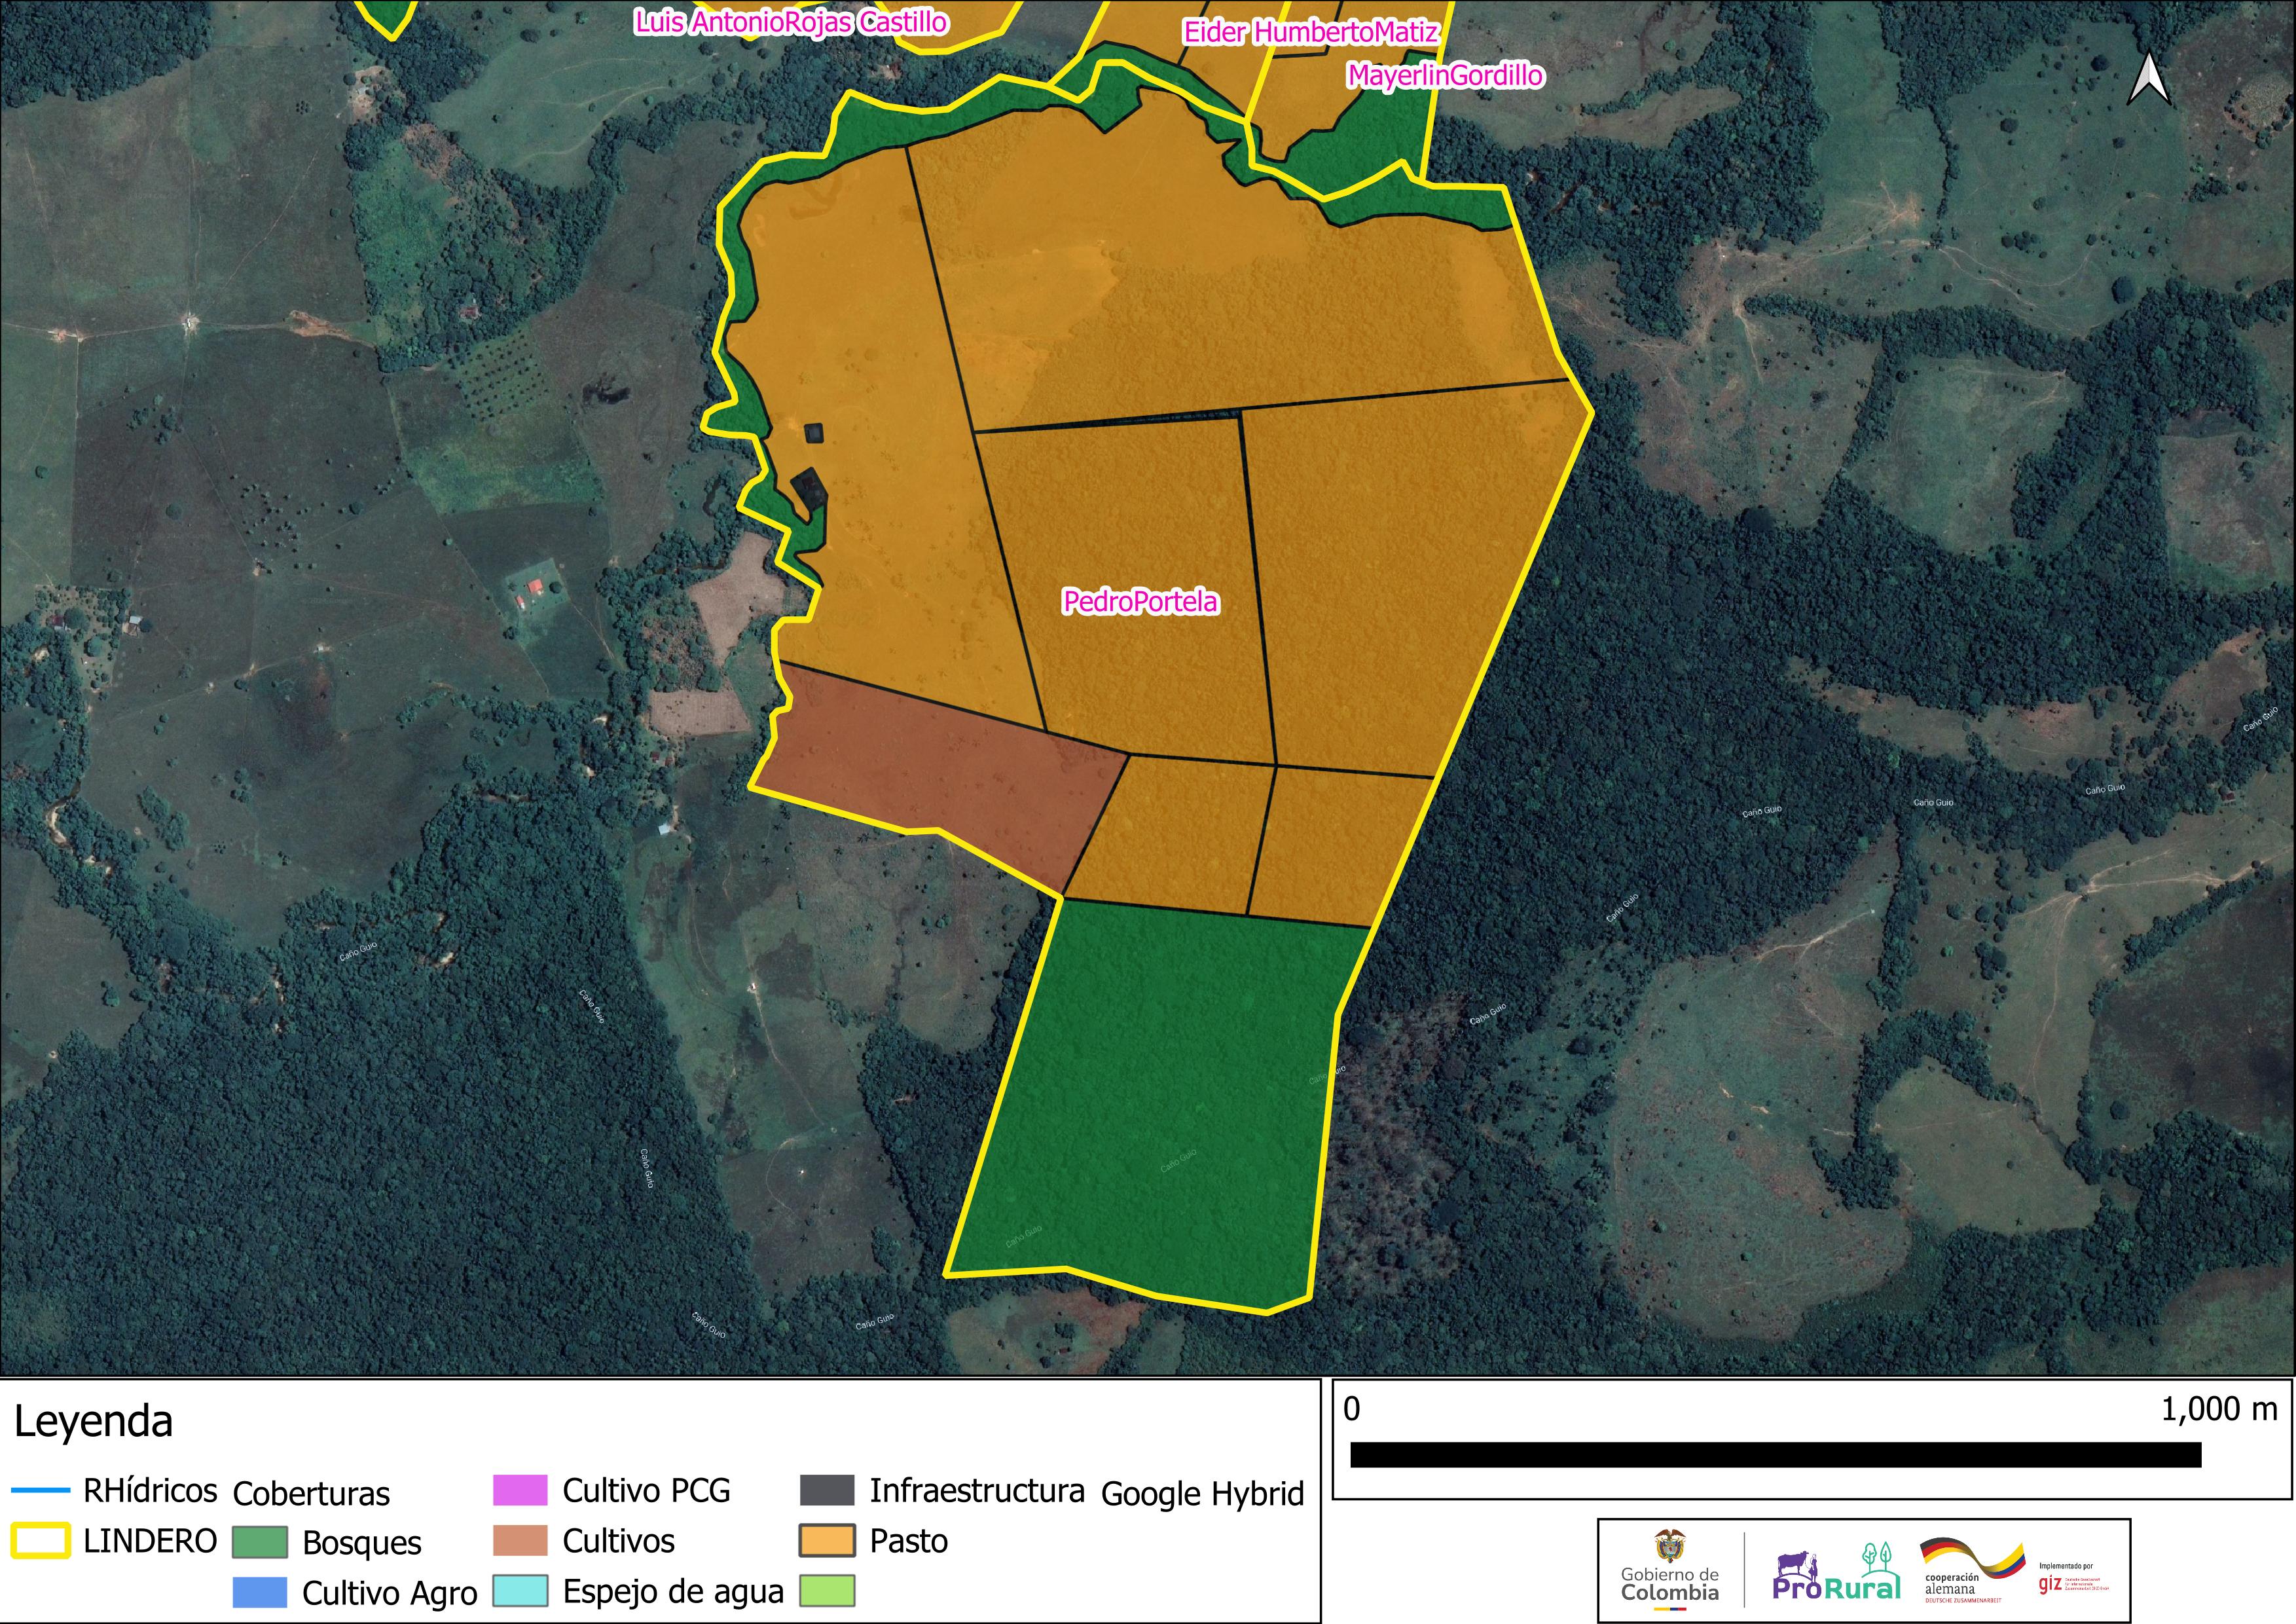 Luis AntonioRojas Castillo
Eider HumbertoMatiz
MayerlinGordillo
PedroPortela
Caño Guio
Caño Guio
Caño Guio
Caño Guio
Caño Guio
Caño Guio
Caño Guio
Caño Guio
Caño Guio
Caño Guio
Caño Guio
Caño Guio
Caño Guio
Caño Guio
Leyenda
RHídricos
LINDERO
Coberturas
Bosques
Cultivo Agro
Cultivo PCG
Cultivos
Espejo de agua
Infraestructura
Pasto
Google Hybrid
0 1,000 m
Gobierno de
Colombia
ProRural
cooperación
alemana
DEUTSCHE ZUSAMMENARBEIT
Implementado por
giz